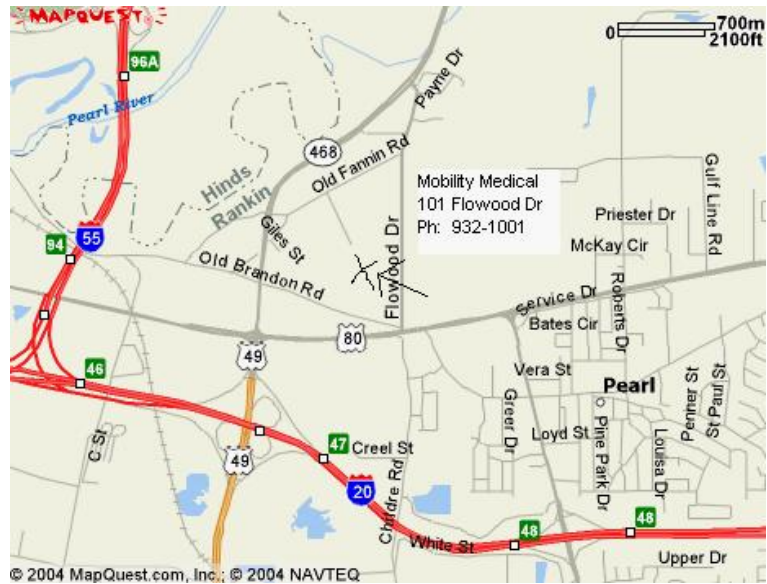 MAPQUEST
700m
0
2100ft
96A
Pearl River
Payne Dr
468
Old Fannin Rd
Hinds
Rankin
Mobility Medical
101 Flowood Dr
Ph: 932-1001
Gulf Line Rd
Priester Dr
Giles St
55
94
McKay Cir
Flowood Dr
Old Brandon Rd
Service Dr
Roberts Dr
Bates Cir
80
49
46
Vera St
Pearl
Penner St
St Paul St
Greer Dr
Loyd St
Pine Park Dr
Louisa Dr
C St
47
Creel St
49
20
Childre Rd
48
48
White St
Upper Dr
© 2004 MapQuest.com, Inc.; © 2004 NAVTEQ